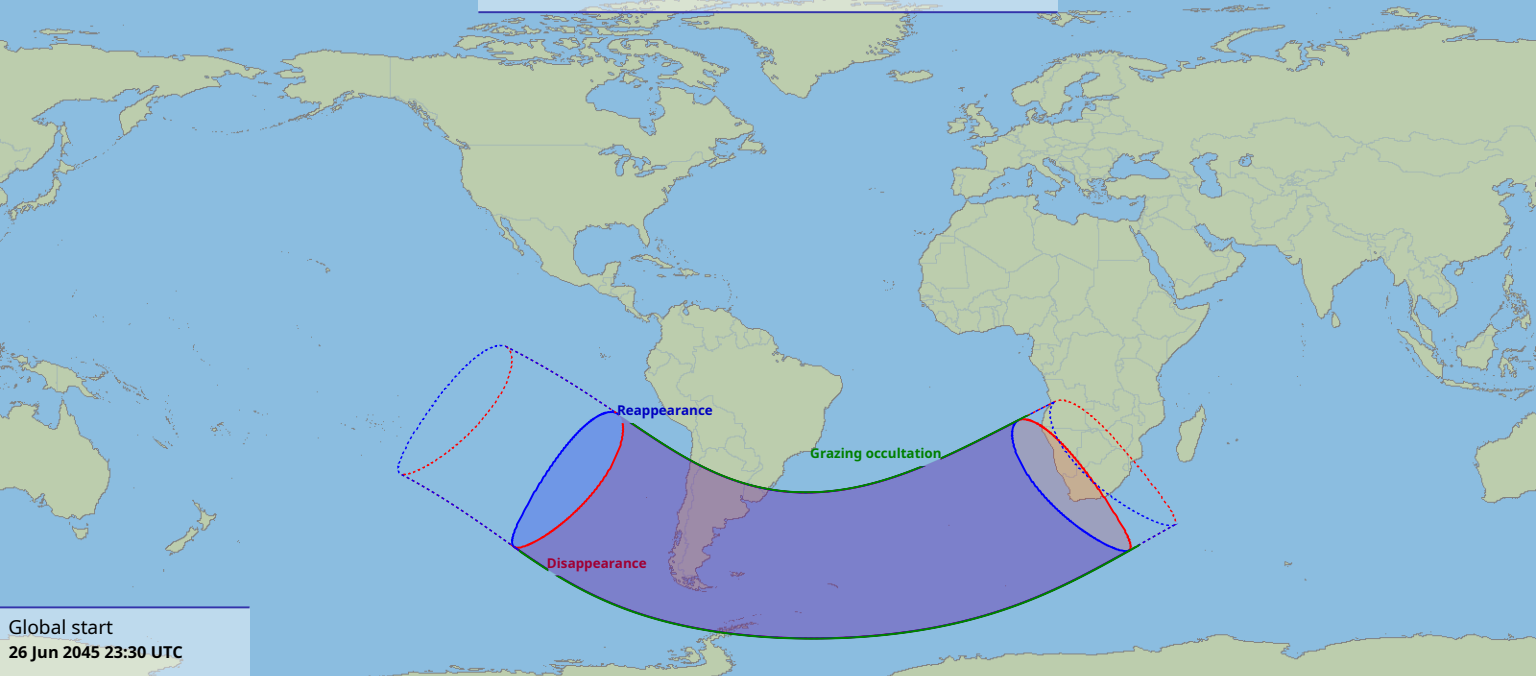 Reappearance
Grazing occultation
Disappearance
Global start
26 Jun 2045 23:30 UTC